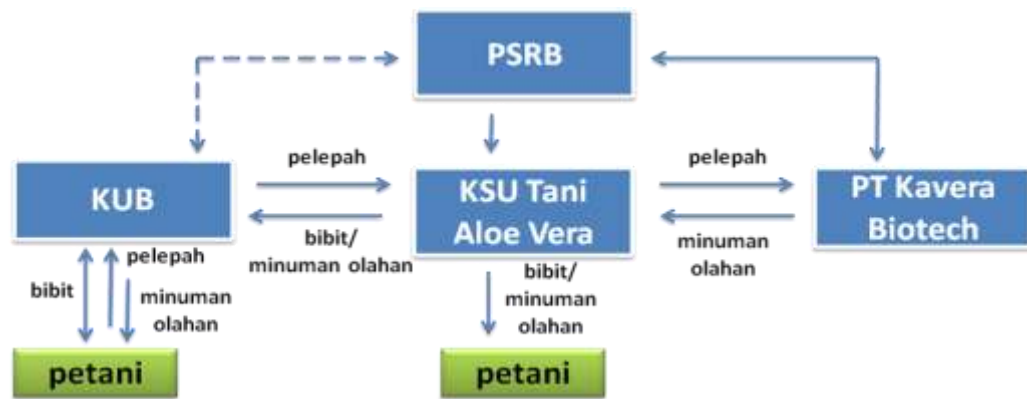 PSRB
pelepah
pelepah
KUB
KSU Tani
Aloe Vera
PT Kavera
Biotech
bibit/
minuman olahan
minuman
olahan
pelepah
bibit
minuman
olahan
bibit/
minuman
olahan
petani
petani